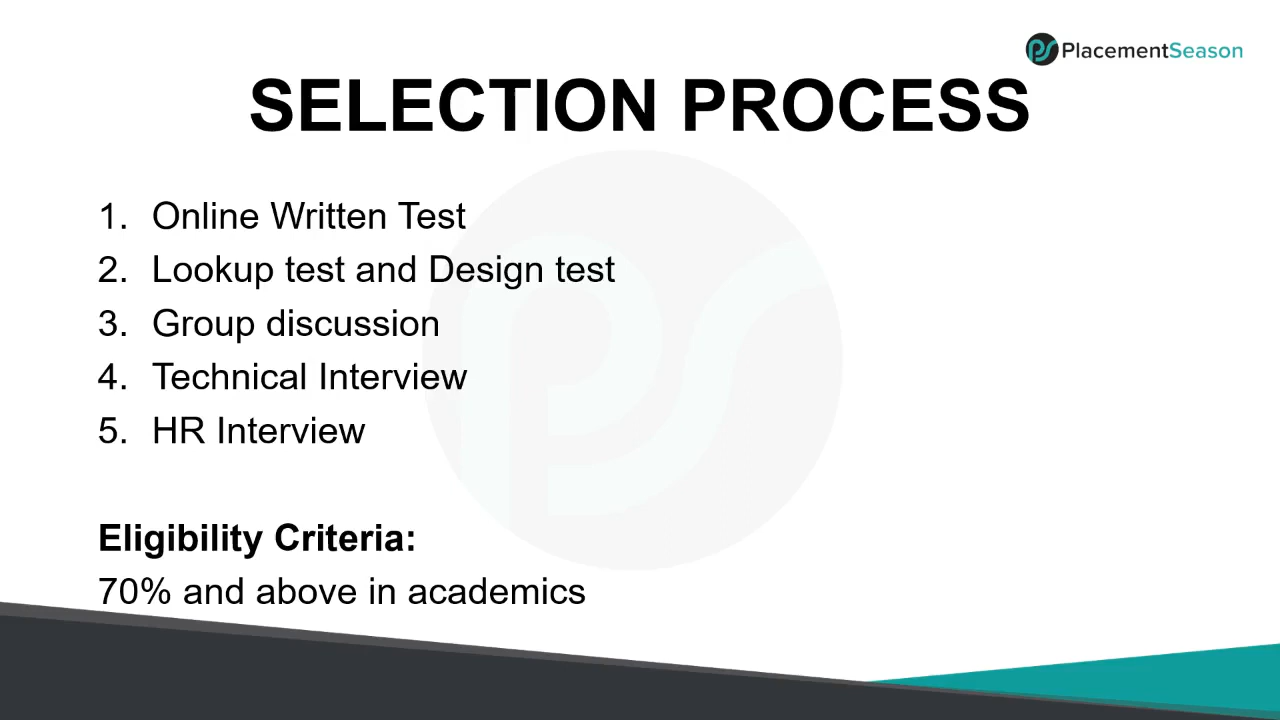 PlacementSeason
SELECTION PROCESS
1. Online Written Test
2. Lookup test and Design test
3. Group discussion
4. Technical Interview
5. HR Interview
Eligibility Criteria:
70% and above in academics